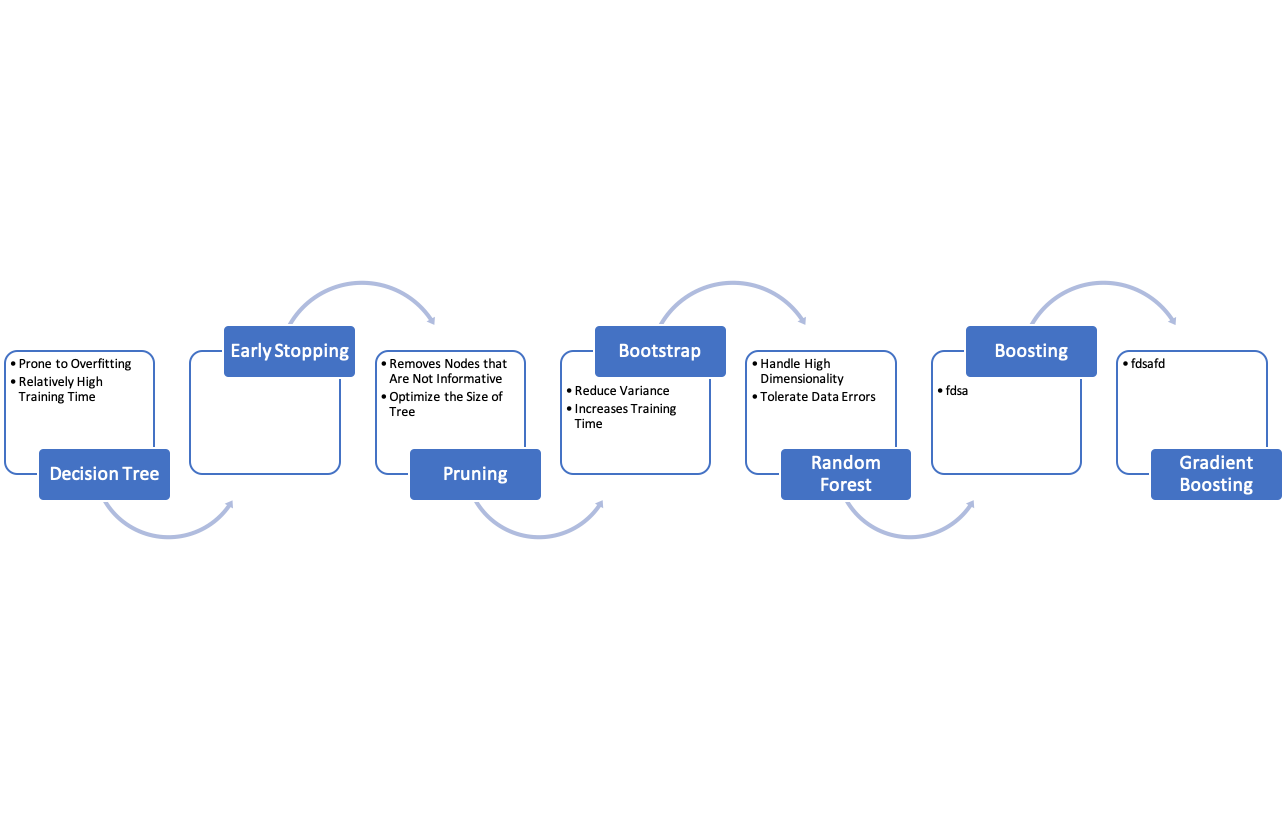 • Prone to Overfitting
• Relatively High
Training Time
Decision Tree
Early Stopping
• Removes Nodes that
Are Not Informative
• Optimize the Size of
Tree
Pruning
Bootstrap
• Reduce Variance
• Increases Training
Time
• Handle High
Dimensionality
• Tolerate Data Errors
Random
Forest
Boosting
• fdsa
• fdsafd
Gradient
Boosting